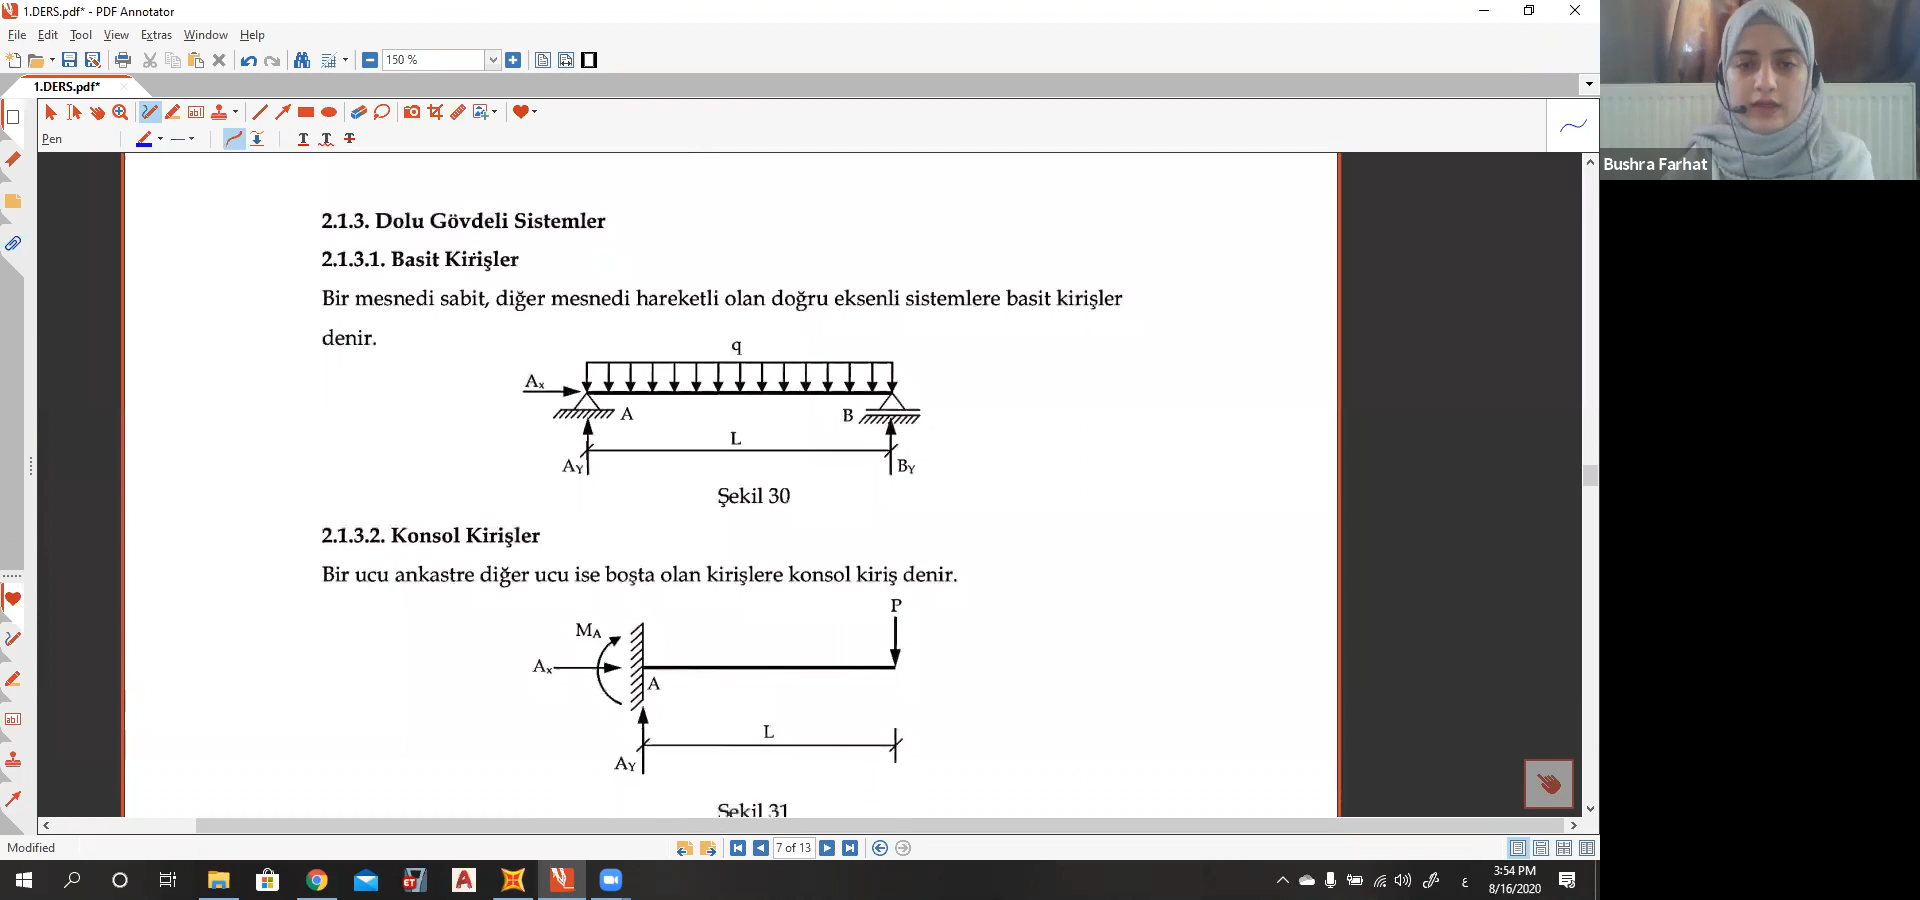 1.DERS.pdf* - PDF Annotator
File Edit Tool View Extras Window Help
150 %
1.DERS.pdf*
Pen
Bushra Farhat
2.1.3. Dolu Gövdeli Sistemler
2.1.3.1. Basit Kirişler
Bir mesnedi sabit, diğer mesnedi hareketli olan doğru eksenli sistemlere basit kirişler
denir.
q
Ax
A
B
L
AY
BY
Şekil 30
2.1.3.2. Konsol Kirişler
Bir ucu ankastre diğer ucu ise boşta olan kirişlere konsol kiriş denir.
P
MA
Ax
A
L
AY
Şekil 31
Modified
7 of 13
ET
3:54 PM
ع
8/16/2020